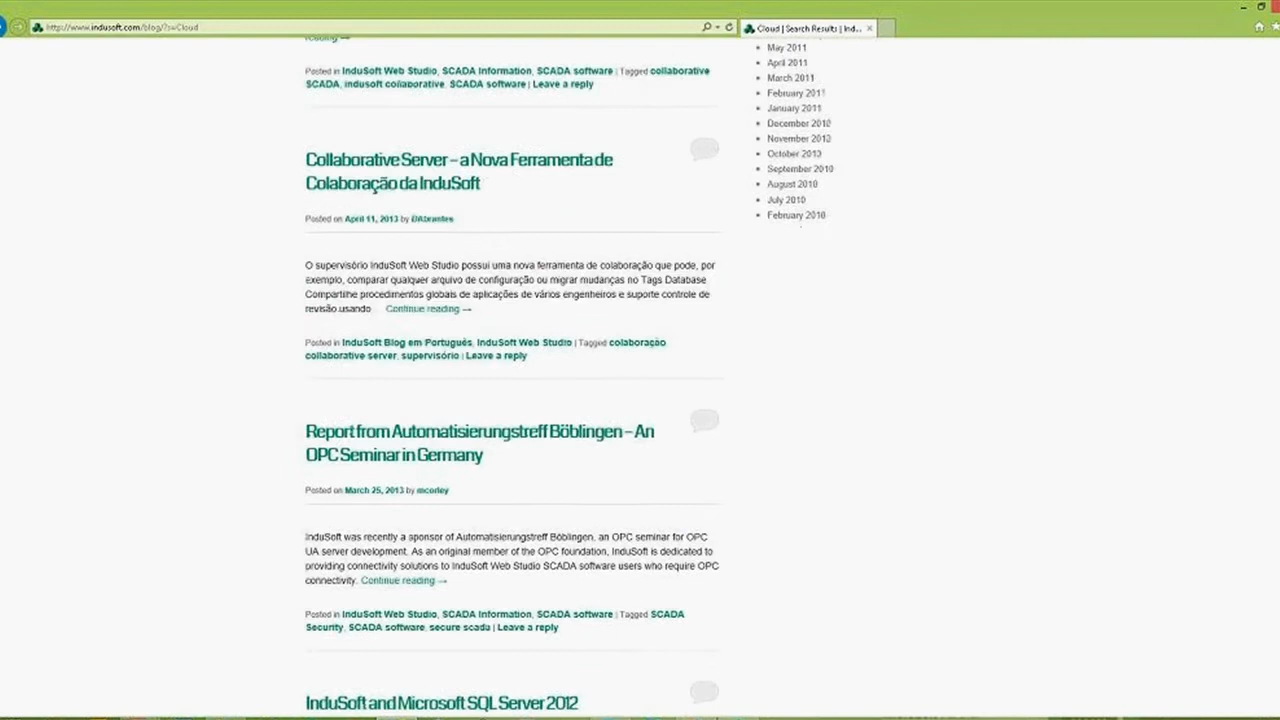 http://www.indusoft.com/blog/?s=Cloud
Cloud | Search Results | Ind...
reading →
Posted in InduSoft Web Studio, SCADA Information, SCADA software | Tagged collaborative
SCADA, indusoft collaborative, SCADA software | Leave a reply
Collaborative Server – a Nova Ferramenta de
Colaboração da InduSoft
Posted on April 11, 2013 by DAbrantes
O supervisório InduSoft Web Studio possui uma nova ferramenta de colaboração que pode, por
exemplo, comparar qualquer arquivo de configuração ou migrar mudanças no Tags Database
Compartilhe procedimentos globais de aplicações de vários engenheiros e suporte controle de
revisão usando Continue reading →
Posted in InduSoft Blog em Português, InduSoft Web Studio | Tagged colaboração
collaborative server, supervisório | Leave a reply
Report from Automatisierungstreff Böblingen – An
OPC Seminar in Germany
Posted on March 25, 2013 by mcorley
InduSoft was recently a sponsor of Automatisierungstreff Böblingen, an OPC seminar for OPC
UA server development. As an original member of the OPC foundation, InduSoft is dedicated to
providing connectivity solutions to InduSoft Web Studio SCADA software users who require OPC
connectivity. Continue reading →
Posted in InduSoft Web Studio, SCADA Information, SCADA software | Tagged SCADA
Security, SCADA software, secure scada | Leave a reply
InduSoft and Microsoft SQL Server 2012
May 2011
April 2011
March 2011
February 2011
January 2011
December 2010
November 2010
October 2010
September 2010
August 2010
July 2010
February 2010